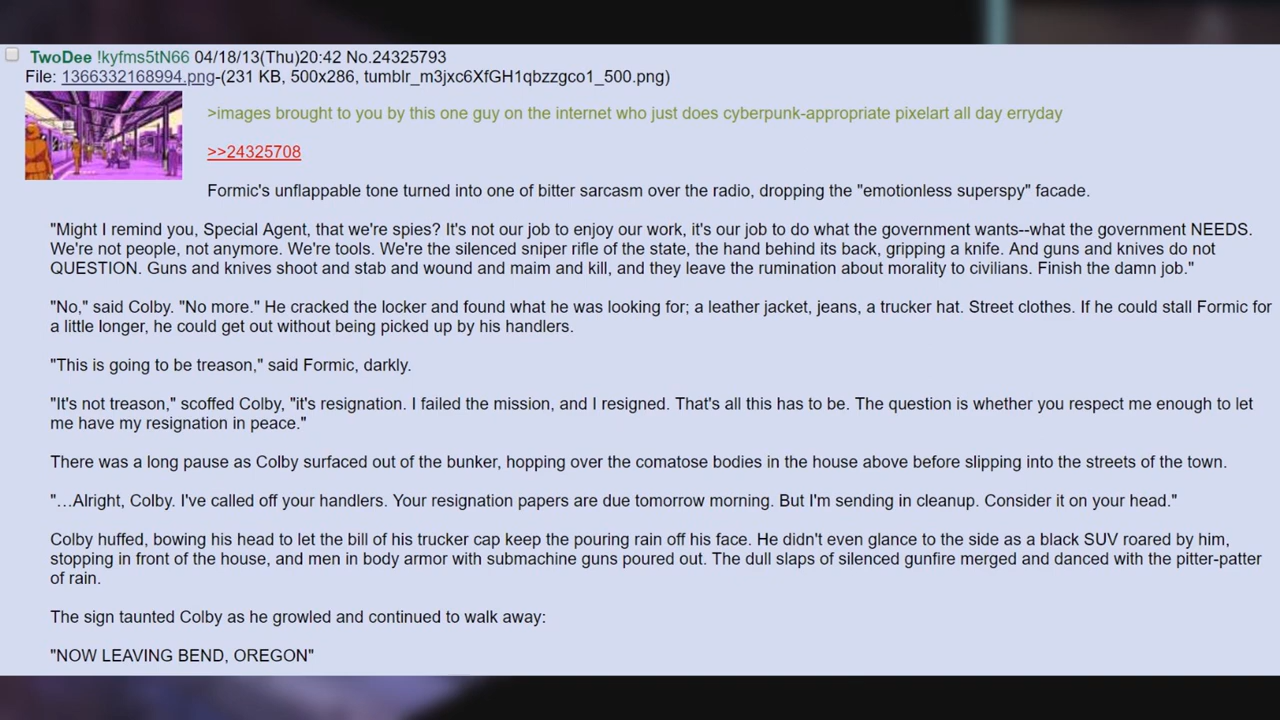 TwoDee !kyfms5tN66 04/18/13(Thu)20:42 No.24325793
File: 1366332168994.png-(231 KB, 500x286, tumblr_m3jxc6XfGH1qbzzgco1_500.png)
>images brought to you by this one guy on the internet who just does cyberpunk-appropriate pixelart all day erryday
>>24325708
Formic's unflappable tone turned into one of bitter sarcasm over the radio, dropping the "emotionless superspy" facade.
"Might I remind you, Special Agent, that we're spies? It's not our job to enjoy our work, it's our job to do what the government wants--what the government NEEDS.
We're not people, not anymore. We're tools. We're the silenced sniper rifle of the state, the hand behind its back, gripping a knife. And guns and knives do not
QUESTION. Guns and knives shoot and stab and wound and maim and kill, and they leave the rumination about morality to civilians. Finish the damn job."
"No," said Colby. "No more." He cracked the locker and found what he was looking for; a leather jacket, jeans, a trucker hat. Street clothes. If he could stall Formic for
a little longer, he could get out without being picked up by his handlers.
"This is going to be treason," said Formic, darkly.
"It's not treason," scoffed Colby, "it's resignation. I failed the mission, and I resigned. That's all this has to be. The question is whether you respect me enough to let
me have my resignation in peace."
There was a long pause as Colby surfaced out of the bunker, hopping over the comatose bodies in the house above before slipping into the streets of the town.
"…Alright, Colby. I've called off your handlers. Your resignation papers are due tomorrow morning. But I'm sending in cleanup. Consider it on your head."
Colby huffed, bowing his head to let the bill of his trucker cap keep the pouring rain off his face. He didn't even glance to the side as a black SUV roared by him,
stopping in front of the house, and men in body armor with submachine guns poured out. The dull slaps of silenced gunfire merged and danced with the pitter-patter
of rain.
The sign taunted Colby as he growled and continued to walk away:
"NOW LEAVING BEND, OREGON"